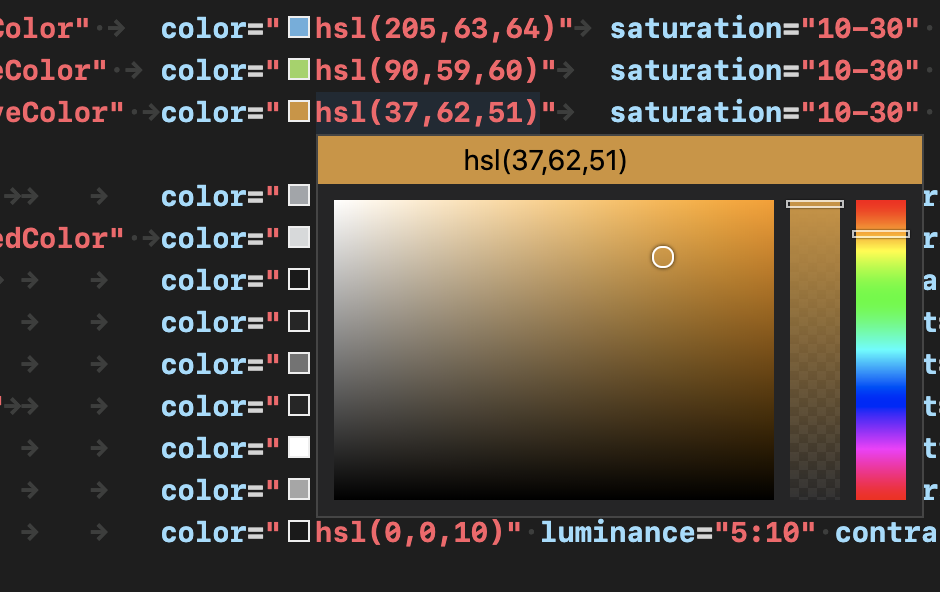 Color" color="hsl(205,63,64)" saturation="10-30"
eColor" color="hsl(90,59,60)" saturation="10-30"
veColor" color="hsl(37,62,51)" saturation="10-30"
hsl(37,62,51)
color="
edColor" color="
color="
color="
color="
color="
color="
color="
color="hsl(0,0,10)" luminance="5:10" contra